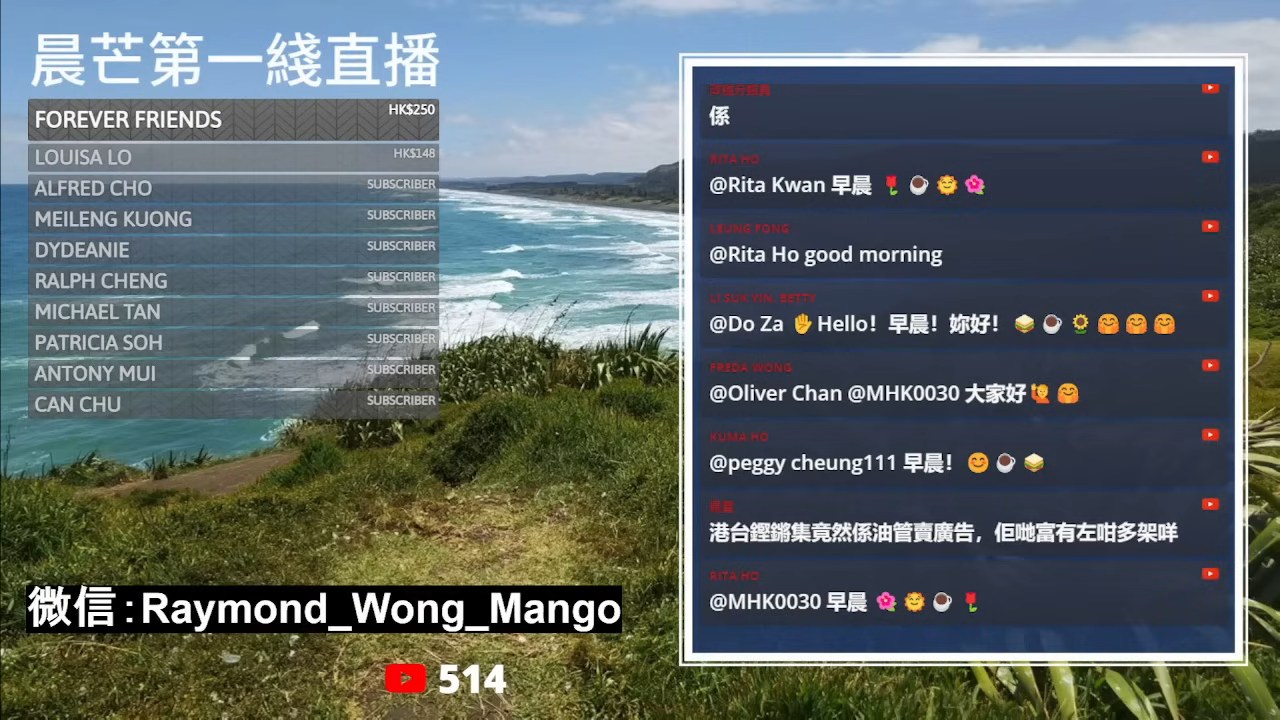 晨芒第一綫直播
FOREVER FRIENDS HK$250
LOUISA LO HK$148
ALFRED CHO SUBSCRIBER
MEILENG KUONG SUBSCRIBER
DYDEANIE SUBSCRIBER
RALPH CHENG SUBSCRIBER
MICHAEL TAN SUBSCRIBER
PATRICIA SOH SUBSCRIBER
ANTONY MUI SUBSCRIBER
CAN CHU SUBSCRIBER
微信:Raymond_Wong_Mango
514
係
RITA HO
@Rita Kwan 早晨 🌷 ☕ 🌞 🌺
LEUNG FONG
@Rita Ho good morning
LI SUK YIN, BETTY
@Do Za ✋Hello！早晨！妳好！ 🥪 ☕ 🌻 🤗 🤗 🤗
FREDA WONG
@Oliver Chan @MHK0030 大家好🙋 🤗
KUMA HO
@peggy cheung111 早晨！ 😊 ☕ 🥪
港台鏗鏘集竟然係油管賣廣告，佢哋富有左咁多架咩
RITA HO
@MHK0030 早晨 🌺 🌞 ☕ 🌷